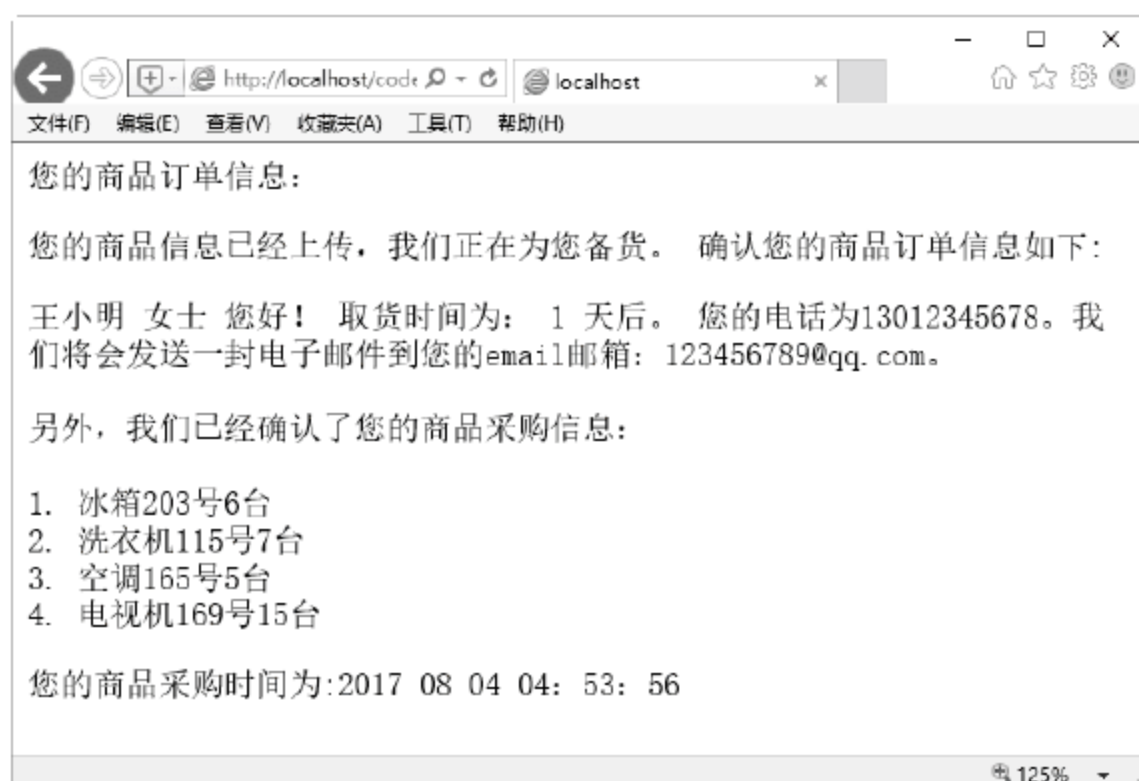 http://localhost/code
localhost
文件(F) 编辑(E) 查看(V) 收藏夹(A) 工具(T) 帮助(H)
您的商品订单信息：
您的商品信息已经上传，我们正在为您备货。 确认您的商品订单信息如下：
王小明 女士 您好！ 取货时间为： 1 天后。 您的电话为13012345678。我
们将会发送一封电子邮件到您的email邮箱：123456789@qq.com。
另外，我们已经确认了您的商品采购信息：
1. 冰箱203号6台
2. 洗衣机115号7台
3. 空调165号5台
4. 电视机169号15台
您的商品采购时间为:2017 08 04 04：53：56
125%